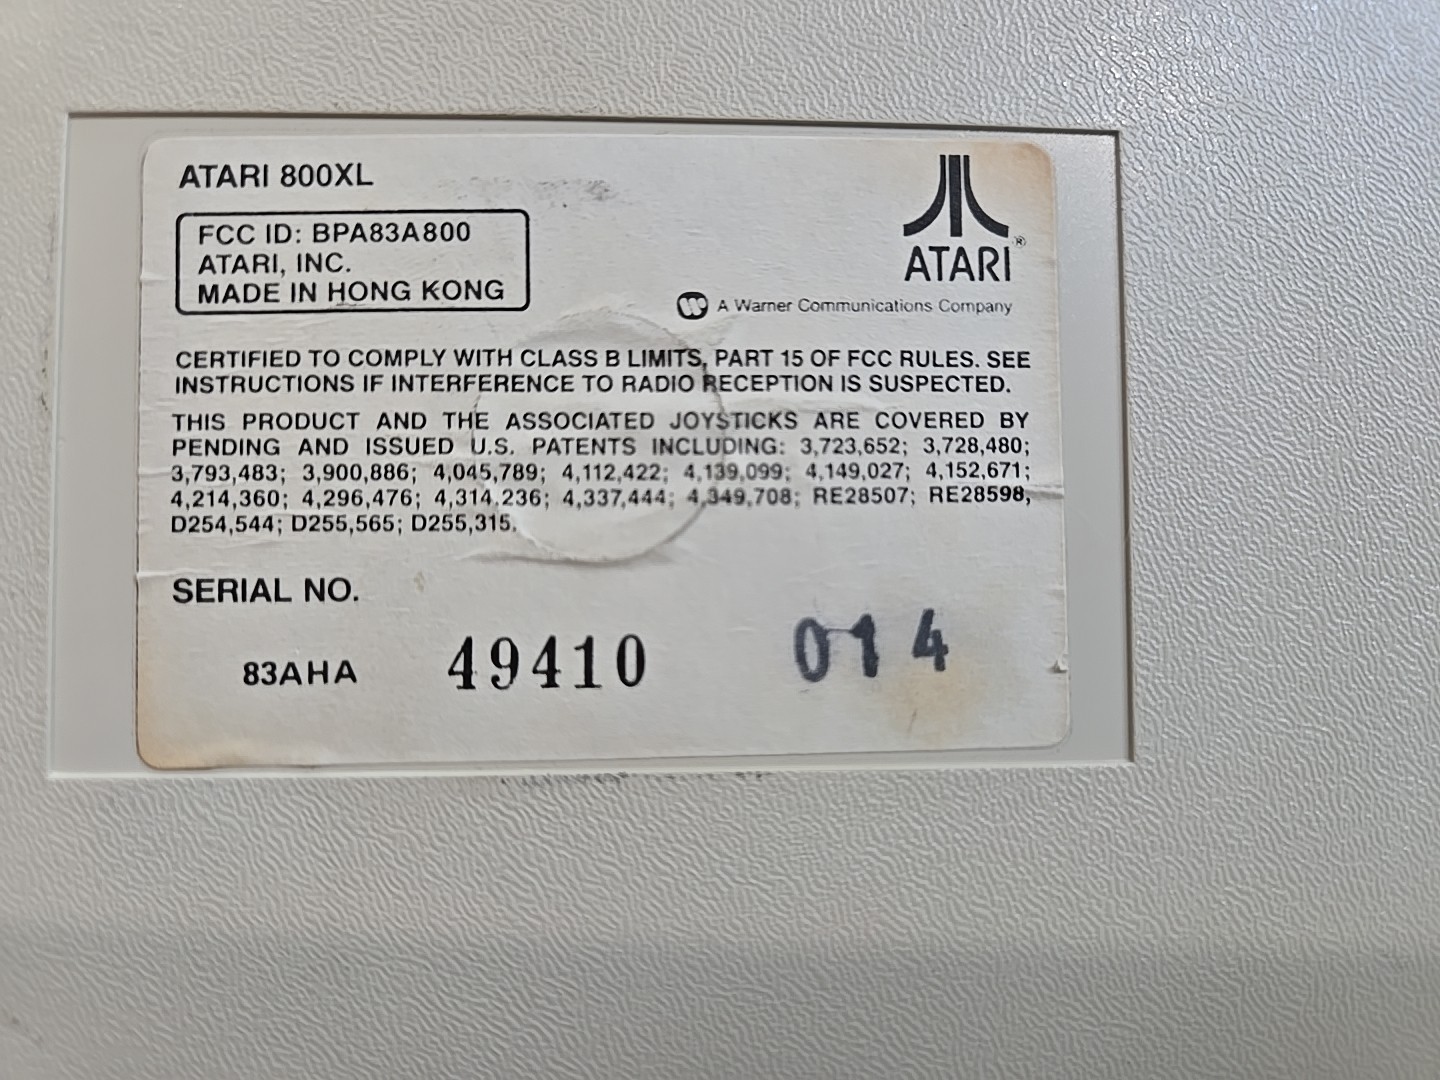 ATARI 800XL
FCC ID: BPA83A800
ATARI, INC.
MADE IN HONG KONG
ATARI®
W A Warner Communications Company
CERTIFIED TO COMPLY WITH CLASS B LIMITS, PART 15 OF FCC RULES. SEE
INSTRUCTIONS IF INTERFERENCE TO RADIO RECEPTION IS SUSPECTED.
THIS PRODUCT AND THE ASSOCIATED JOYSTICKS ARE COVERED BY
PENDING AND ISSUED U.S. PATENTS INCLUDING: 3,723,652; 3,728,480;
3,793,483; 3,900,886; 4,045,789; 4,112,422; 4,139,099; 4,149,027; 4,152,671;
4,214,360; 4,296,476; 4,314.236; 4,337,444; 4,349,708; RE28507; RE28598,
D254,544; D255,565; D255,315.
SERIAL NO.
83AHA 49410 014